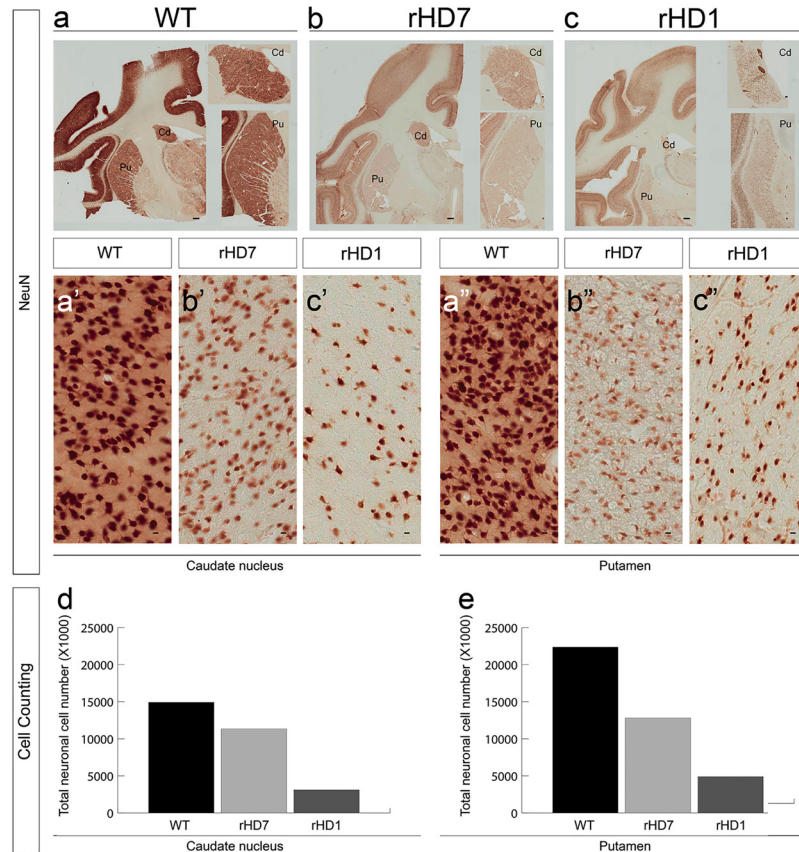 a WT b rHD7 c rHD1
Cd Cd Cd
Pu Pu Pu
Cd Cd Cd
Pu Pu Pu
NeuN
WT rHD7 rHD1 WT rHD7 rHD1
a' b' c' a" b" c"
Caudate nucleus Putamen
Cell Counting
d
Total neuronal cell number (X1000)
25000
20000
15000
10000
5000
0
WT rHD7 rHD1
Caudate nucleus
e
Total neuronal cell number (X1000)
25000
20000
15000
10000
5000
0
WT rHD7 rHD1
Putamen